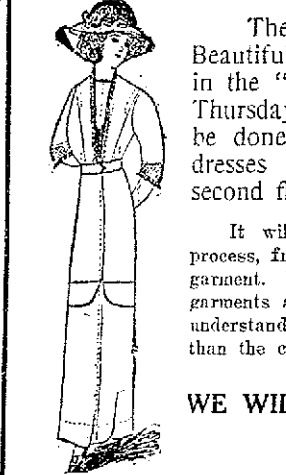 The
Beautiful
in the "
Thursday
be done
dresses
second f
It wil
process, fr
garment.
garments a
understand
than the c
WE WIL